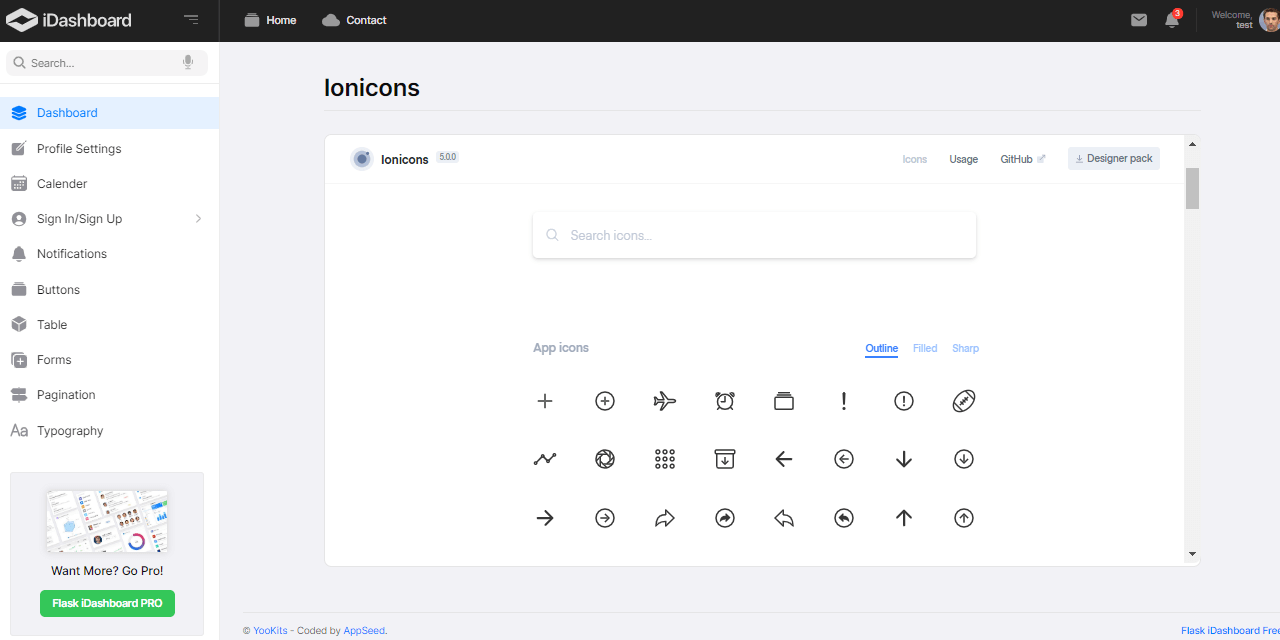 iDashboard
Home
Contact
3
Welcome,
test
Search...
Dashboard
Profile Settings
Calender
Sign In/Sign Up
Notifications
Buttons
Table
Forms
Pagination
Aa Typography
Want More? Go Pro!
Flask iDashboard PRO
Ionicons
Ionicons 5.0.0
Icons
Usage
GitHub
Designer pack
Search icons...
App icons
Outline
Filled
Sharp
© YooKits - Coded by AppSeed.
Flask iDashboard Free